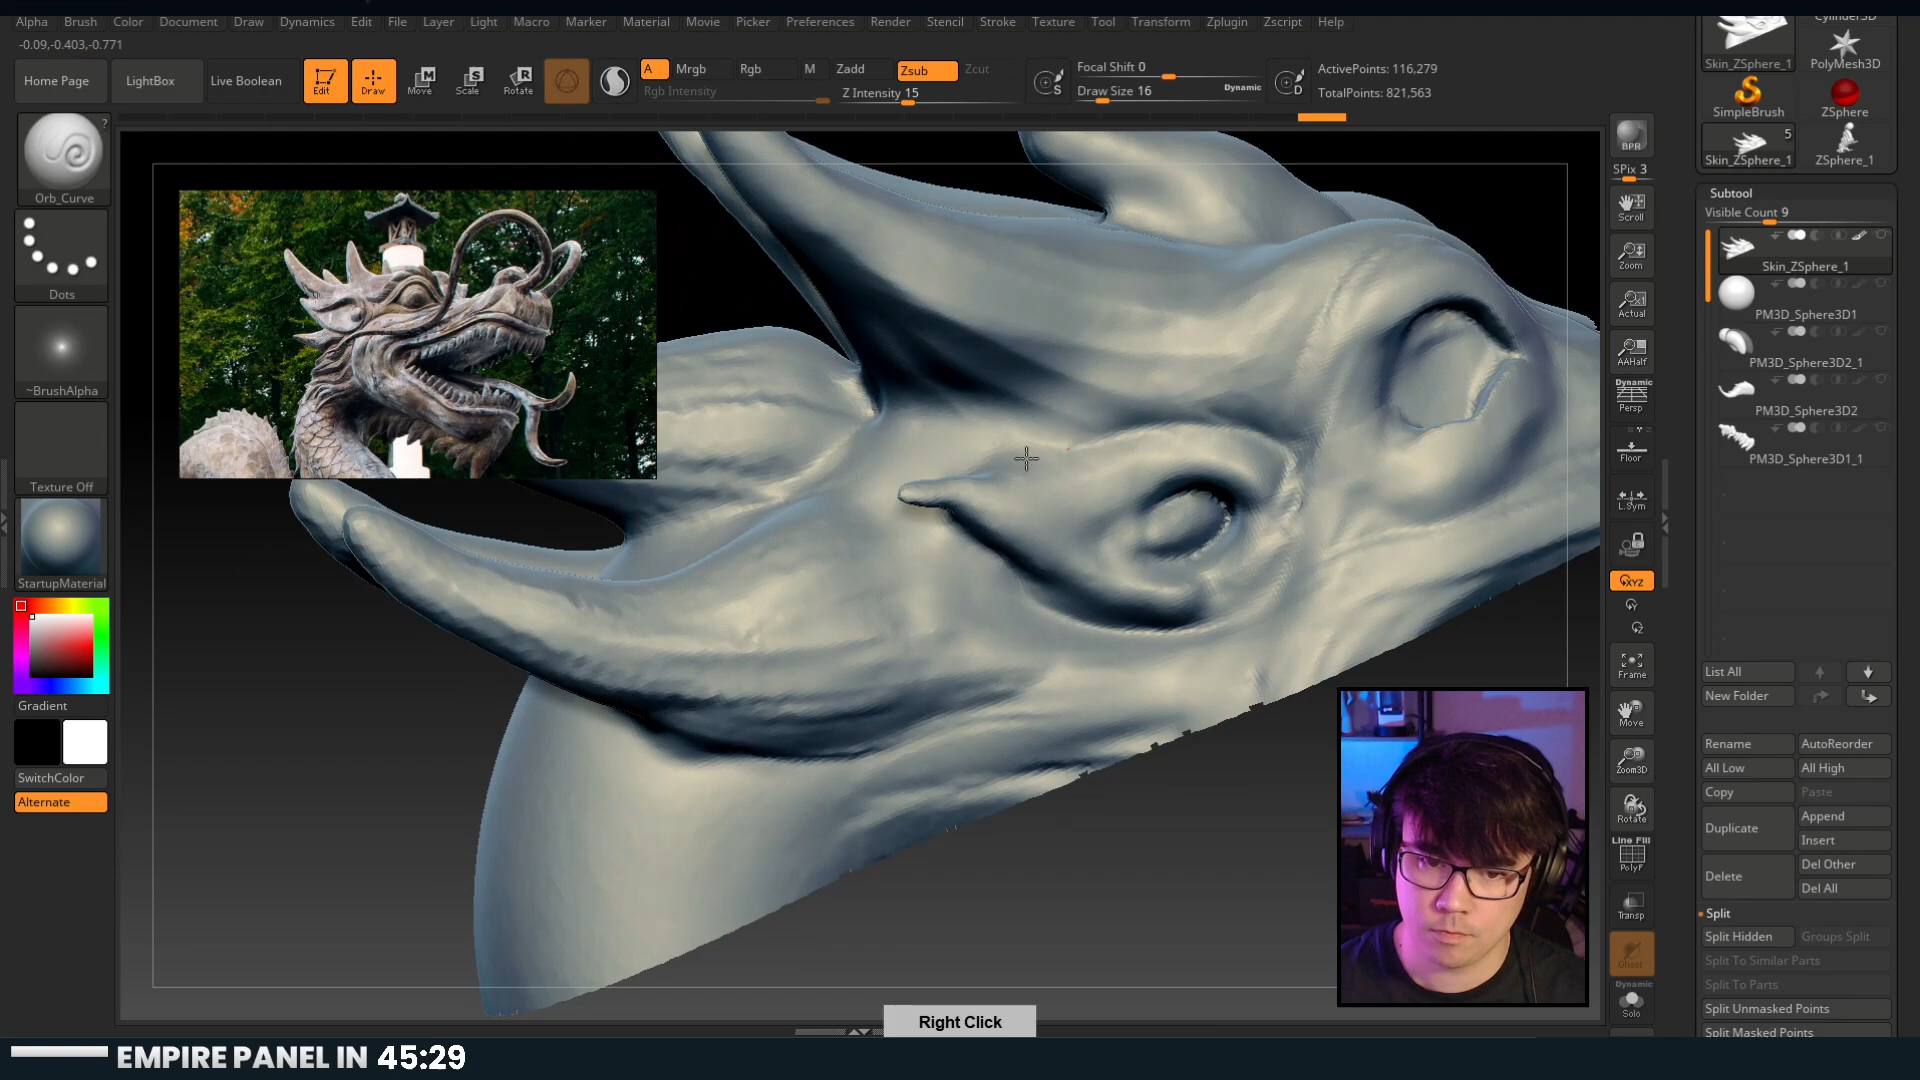 Alpha Brush Color Document Draw Dynamics Edit File Layer Light Macro Marker Material Movie Picker Preferences Render Stencil Stroke Texture Tool Transform Zplugin Zscript Help
-0.09,-0.403,-0.771
Home Page
LightBox
Live Boolean
Edit
Draw
Move
Scale
Rotate
A
Mrgb
Rgb
M
Zadd
Zsub
Zcut
Rgb Intensity
Z Intensity 15
Focal Shift 0
Draw Size 16
Dynamic
S
D
ActivePoints: 116,279
TotalPoints: 821,563
?
Orb_Curve
Dots
~BrushAlpha
Texture Off
StartupMaterial
Gradient
SwitchColor
Alternate
BPR
SPix 3
Scroll
Zoom
Actual
AAHalf
Dynamic
Persp
Floor
L.Sym
XYZ
Y
Z
Frame
Move
Zoom3D
Rotate
Line Fill
PolyF
Transp
Ghost
Dynamic
Solo
Cylinder3D
Skin_ZSphere_1
PolyMesh3D
SimpleBrush
ZSphere
5
Skin_ZSphere_1
ZSphere_1
Subtool
Visible Count 9
Skin_ZSphere_1
PM3D_Sphere3D1
PM3D_Sphere3D2_1
PM3D_Sphere3D2
PM3D_Sphere3D1_1
List All
New Folder
Rename
AutoReorder
All Low
All High
Copy
Paste
Duplicate
Append
Insert
Delete
Del Other
Del All
Split
Split Hidden
Groups Split
Split To Similar Parts
Split To Parts
Split Unmasked Points
Split Masked Points
Right Click
EMPIRE PANEL IN 45:29